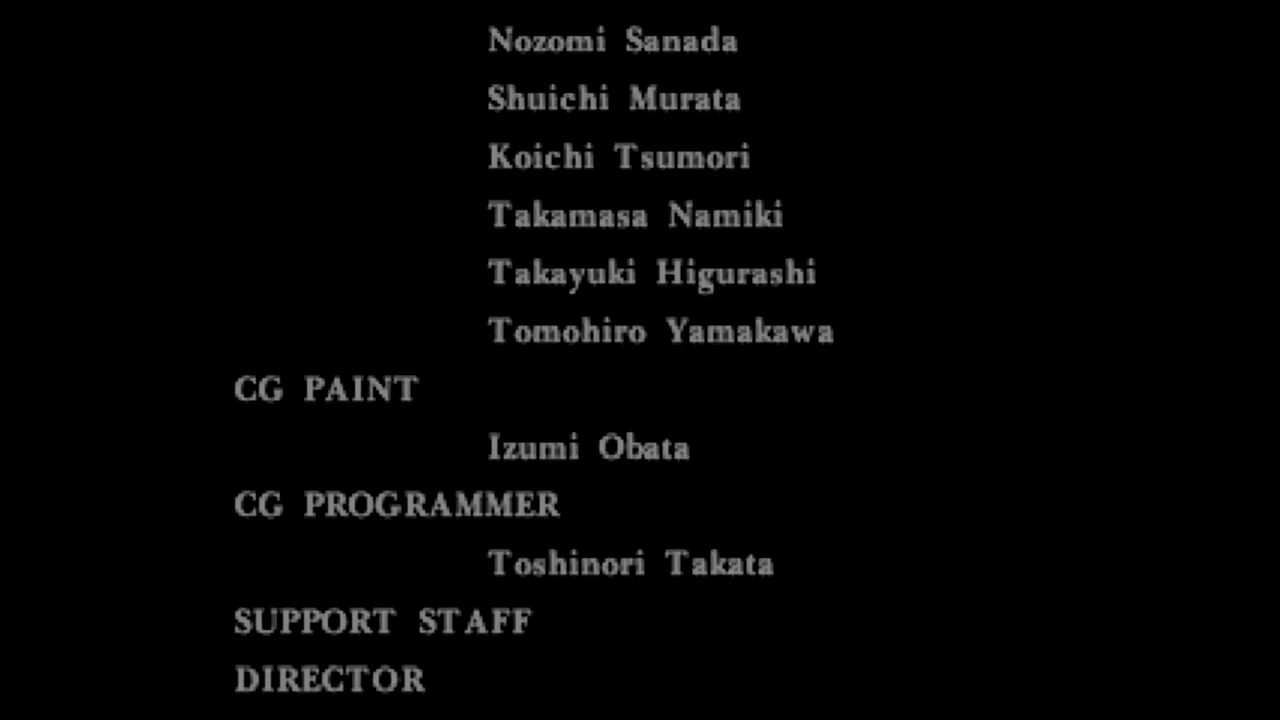 Nozomi Sanada
Shuichi Murata
Koichi Tsumori
Takamasa Namiki
Takayuki Higurashi
Tomohiro Yamakawa
CG PAINT
Izumi Obata
CG PROGRAMMER
Toshinori Takata
SUPPORT STAFF
DIRECTOR